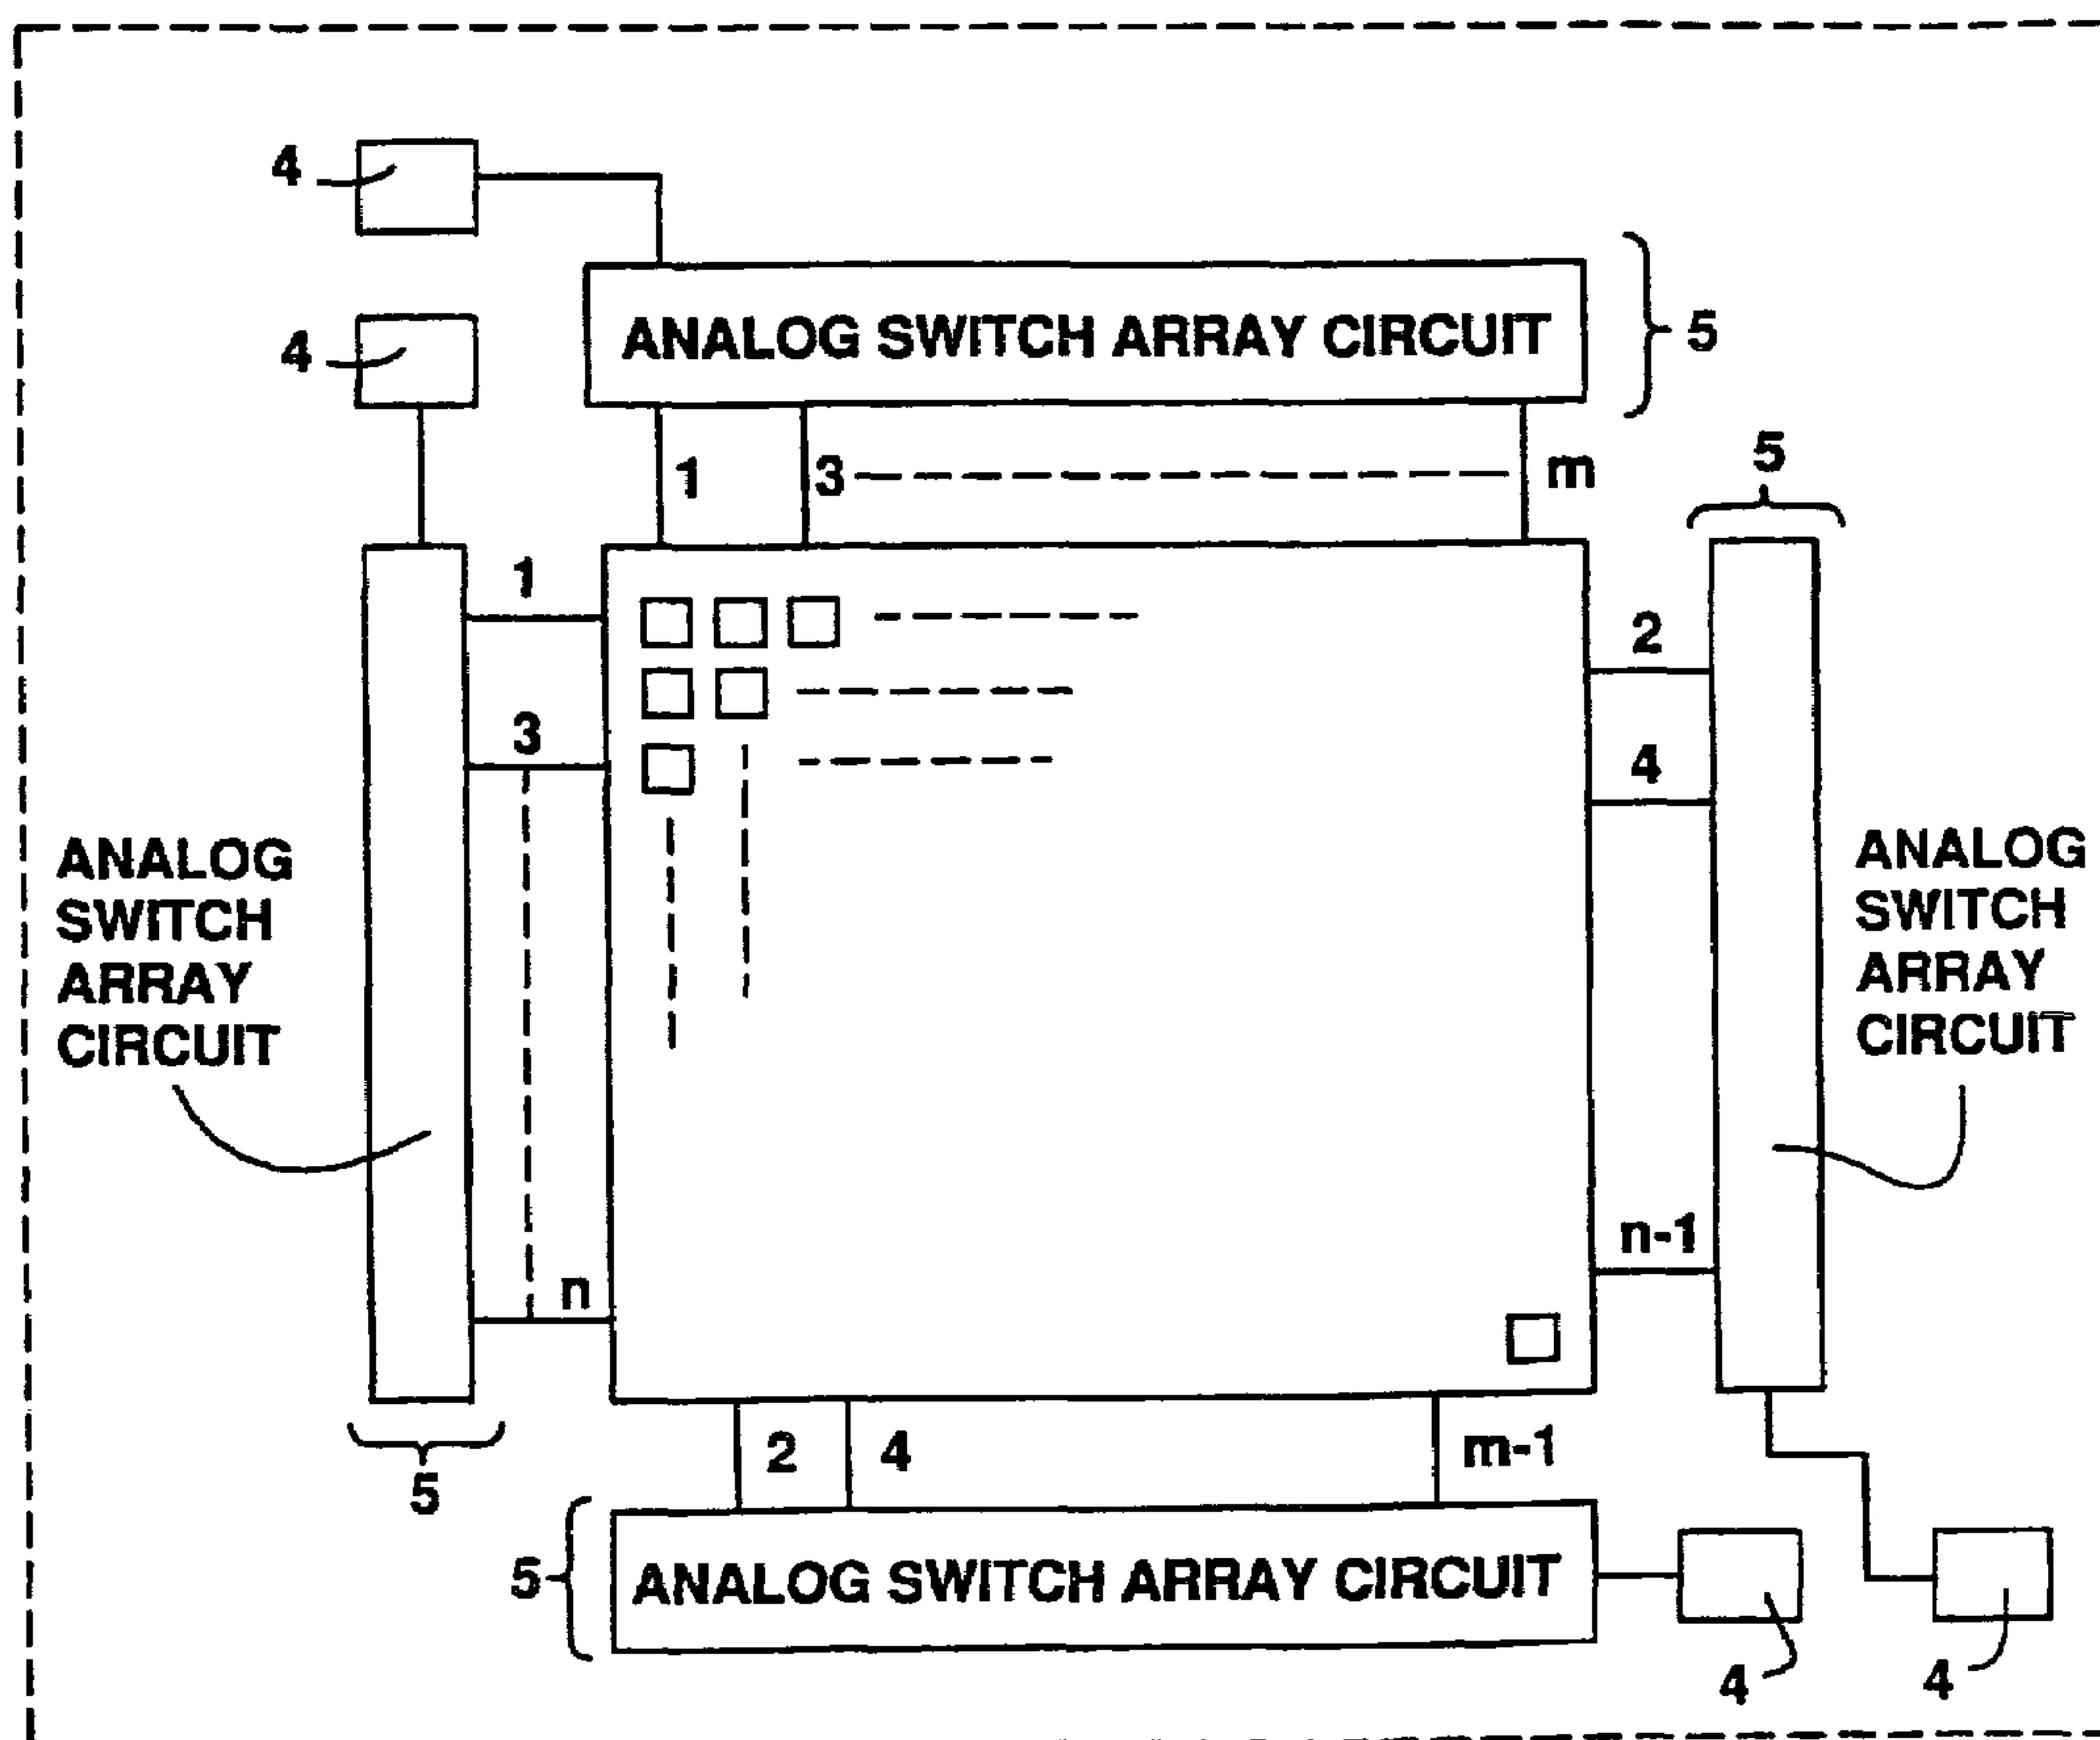 4
4
ANALOG SWITCH ARRAY CIRCUIT
5
1
3
m
5
1
3
n
2
4
n-1
ANALOG
SWITCH
ARRAY
CIRCUIT
ANALOG
SWITCH
ARRAY
CIRCUIT
5
2
4
m-1
5
ANALOG SWITCH ARRAY CIRCUIT
4
4